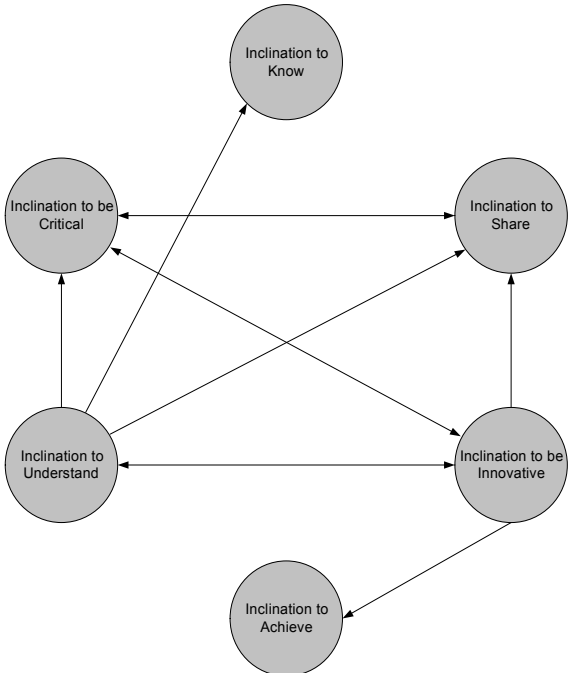 Inclination to
Know
Inclination to be
Critical
Inclination to
Share
Inclination to
Understand
Inclination to be
Innovative
Inclination to
Achieve